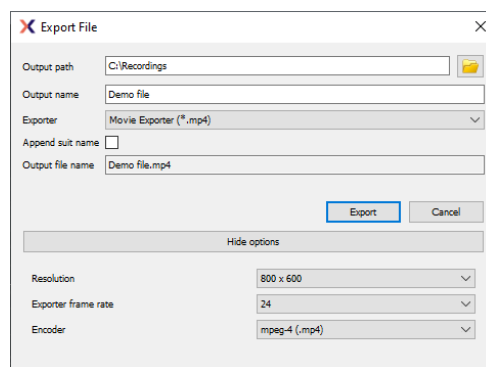 Export File
Output path C:\Recordings
Output name Demo file
Exporter Movie Exporter (*.mp4)
Append suit name
Output file name Demo file.mp4
Export Cancel
Hide options
Resolution 800 x 600
Exporter frame rate 24
Encoder mpeg-4 (.mp4)